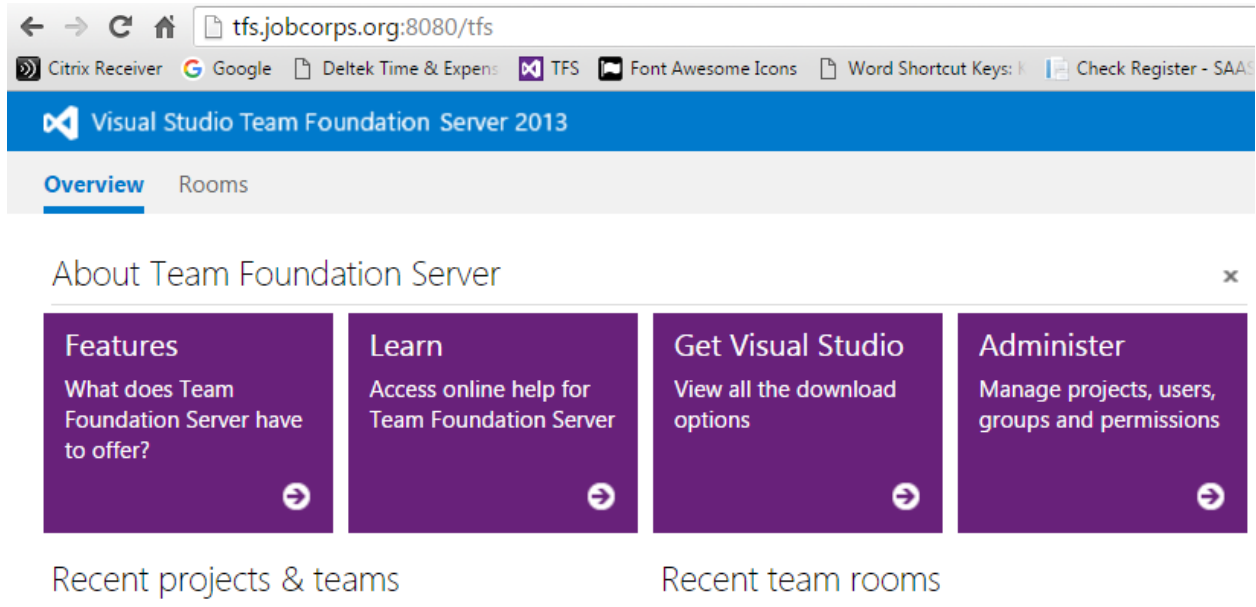 tfs.jobcorps.org:8080/tfs
Citrix Receiver Google Deltek Time & Expens TFS Font Awesome Icons Word Shortcut Keys: K Check Register - SAAS
Visual Studio Team Foundation Server 2013
Overview Rooms
About Team Foundation Server
Features Learn Get Visual Studio Administer
What does Team Access online help for View all the download Manage projects, users,
Foundation Server have Team Foundation Server options groups and permissions
to offer?
Recent projects & teams Recent team rooms